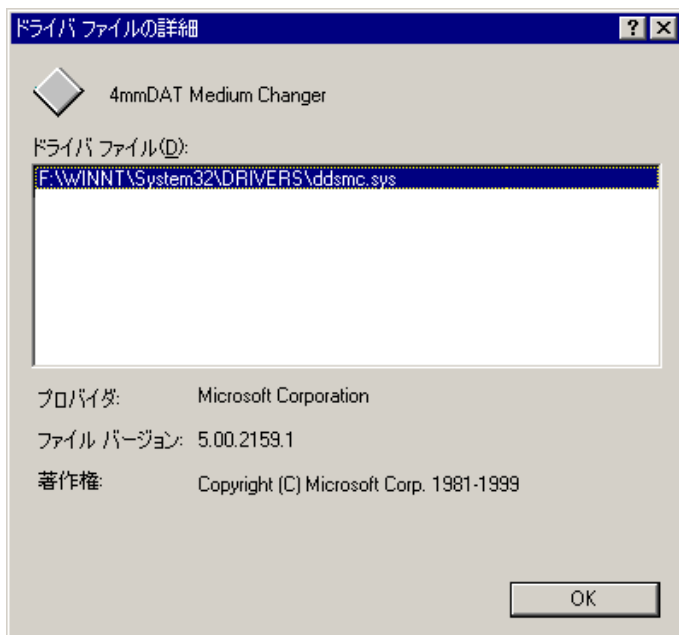 ドライバ ファイルの詳細
4mmDAT Medium Changer
ドライバ ファイル(D):
F:\WINNT\System32\DRIVERS\ddsmc.sys
プロバイダ: Microsoft Corporation
ファイル バージョン: 5.00.2159.1
著作権: Copyright (C) Microsoft Corp. 1981-1999
OK